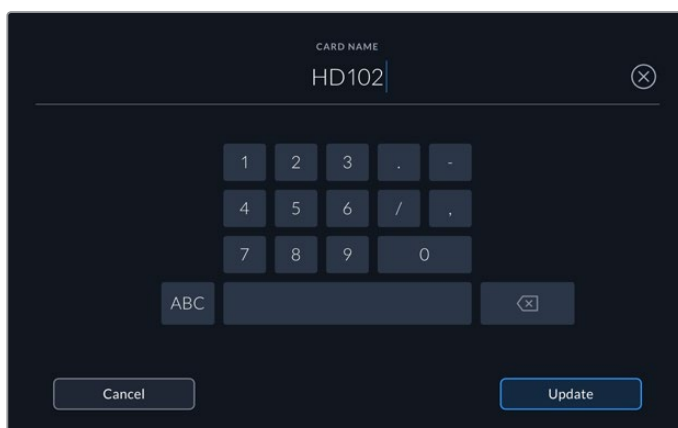 CARD NAME
HD102
1 2 3 . -
4 5 6 / ,
7 8 9 0
ABC
Cancel Update